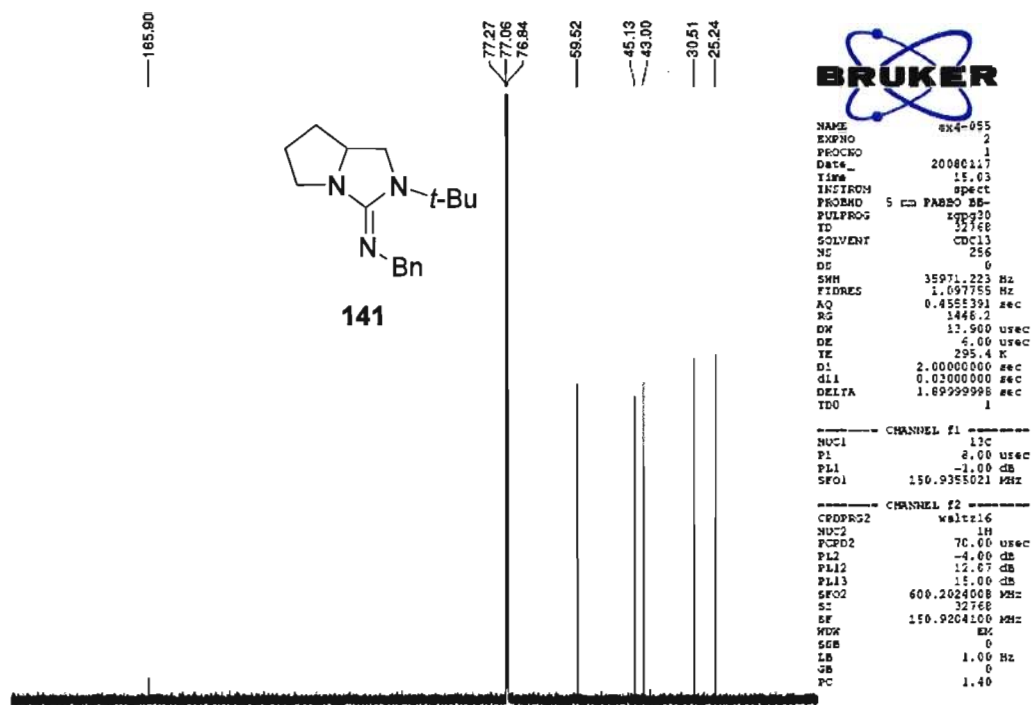 185.90
77.27
77.06
76.84
59.52
45.13
43.00
30.51
25.24
N
N
t-Bu
N
Bn
141
BRUKER
EXPNO 2
PROCNO 1
Date_ 20080117
Time 15.03
INSTRUM spect
PROBHD 5 mm PABBO BB-
PULPROG zgpg30
TD 32768
SOLVENT CDCl3
NS 256
DS 0
SWH 35971.223 Hz
FIDRES 1.097755 Hz
AQ 0.4555391 sec
RG 1448.2
DW 13.900 usec
DE 6.00 usec
TE 295.4 K
D1 2.00000000 sec
d11 0.03000000 sec
DELTA 1.89999998 sec
TD0 1
CHANNEL f1
NUC1 13C
P1 8.00 usec
PL1 -1.00 dB
SFO1 150.9355021 MHz
CHANNEL f2
CPDPRG2 waltz16
NUC2 1H
PCPD2 70.00 usec
PL2 -4.00 dB
PL12 12.87 dB
PL13 15.00 dB
SFO2 600.2024008 MHz
SI 32768
SF 150.9204100 MHz
WDW EM
SSB 0
LB 1.00 Hz
GB 0
PC 1.40